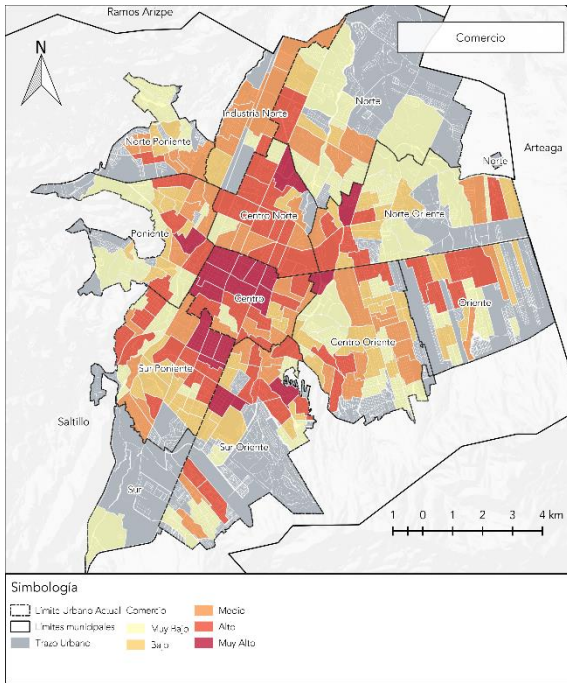 Ramos Arizpe
Comercio
N
Norte
Industria Norte
Norte Poniente
Arteaga
Norte
Norte Oriente
Centro Norte
Poniente
Centro
Oriente
Centro Oriente
Sur Poniente
Saltillo
Sur Oriente
Sur
1 0 1 2 3 4 km
Simbología
Límite Urbano Actual
Límites municipales
Trazo Urbano
Comercio
Muy Bajo
Bajo
Medio
Alto
Muy Alto